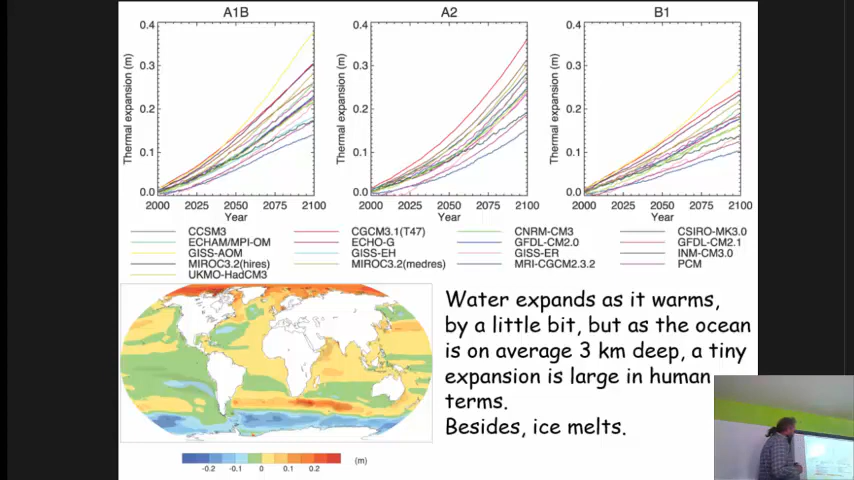 A1B
A2
B1
0.4
0.3
0.2
0.1
0.0
Thermal expansion (m)
2000 2025 2050 2075 2100
Year
0.4
0.3
0.2
0.1
0.0
Thermal expansion (m)
2000 2025 2050 2075 2100
Year
0.4
0.3
0.2
0.1
0.0
Thermal expansion (m)
2000 2025 2050 2075 2100
Year
CCSM3 CGCM3.1(T47) CNRM-CM3 CSIRO-MK3.0
ECHAM/MPI-OM ECHO-G GFDL-CM2.0 GFDL-CM2.1
GISS-AOM GISS-EH GISS-ER INM-CM3.0
MIROC3.2(hires) MIROC3.2(medres) MRI-CGCM2.3.2 PCM
UKMO-HadCM3
Water expands as it warms,
by a little bit, but as the ocean
is on average 3 km deep, a tiny
expansion is large in human
terms.
Besides, ice melts.
-0.2 -0.1 0 0.1 0.2 (m)